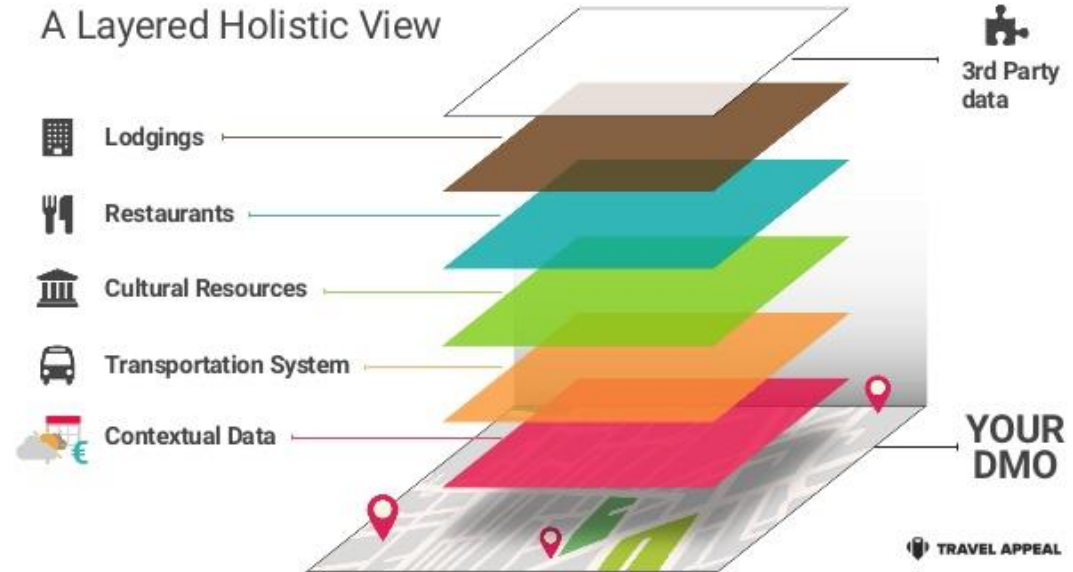 A Layered Holistic View
3rd Party
data
Lodgings
Restaurants
Cultural Resources
Transportation System
Contextual Data
€
YOUR
DMO
TRAVEL APPEAL